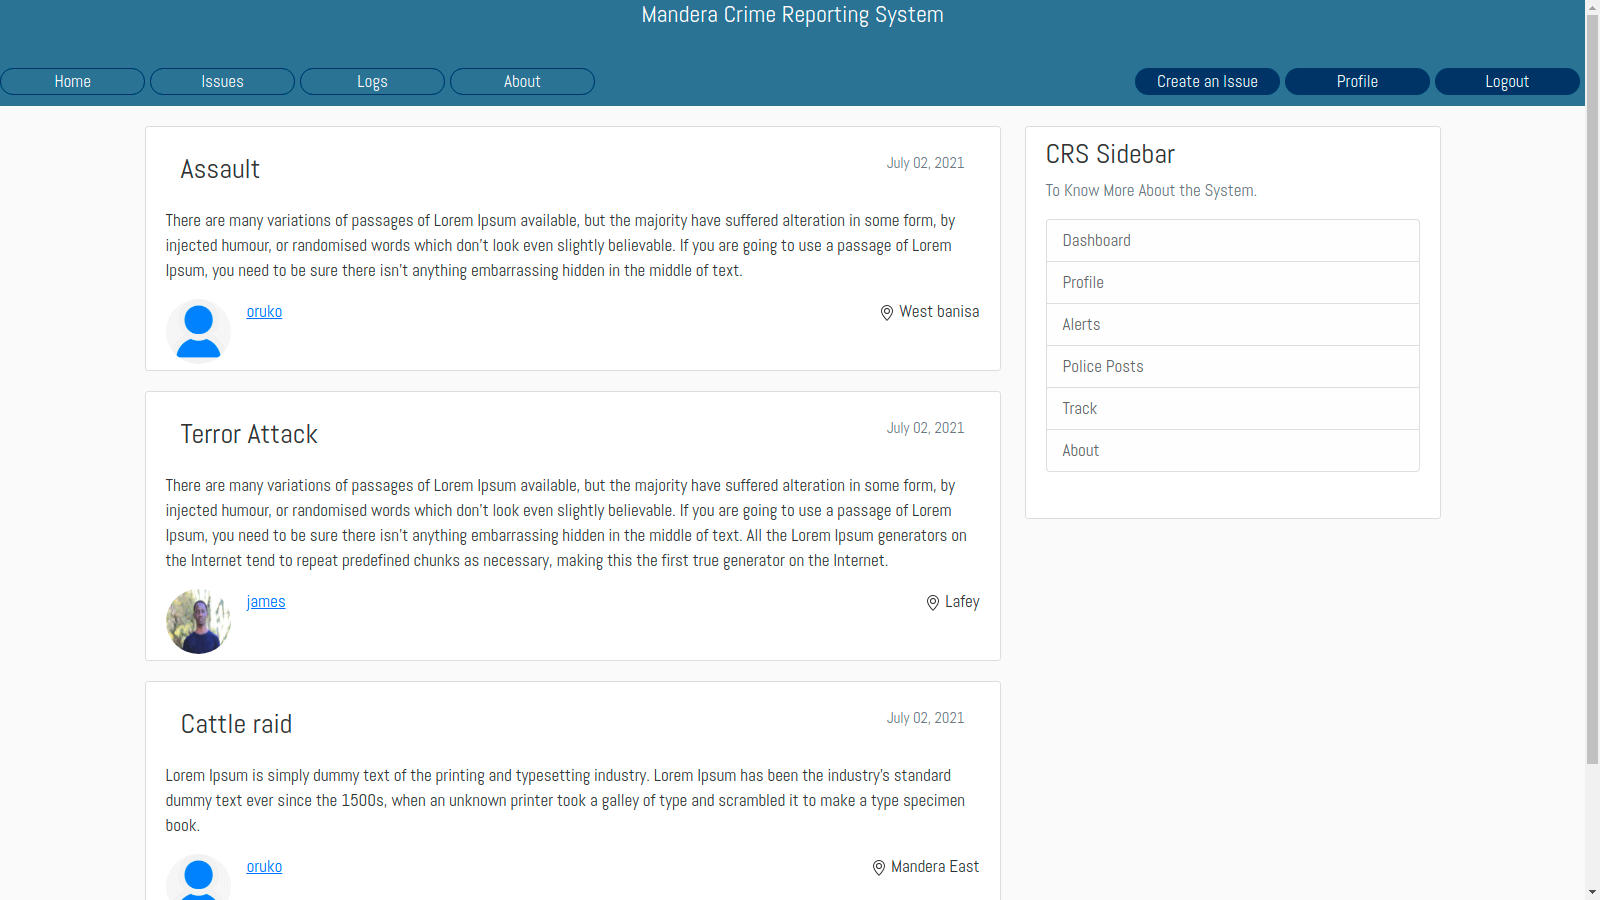 Mandera Crime Reporting System
Home
Issues
Logs
About
Create an Issue
Profile
Logout
Assault
July 02, 2021
There are many variations of passages of Lorem Ipsum available, but the majority have suffered alteration in some form, by
injected humour, or randomised words which don't look even slightly believable. If you are going to use a passage of Lorem
Ipsum, you need to be sure there isn't anything embarrassing hidden in the middle of text.
oruko
West banisa
Terror Attack
July 02, 2021
There are many variations of passages of Lorem Ipsum available, but the majority have suffered alteration in some form, by
injected humour, or randomised words which don't look even slightly believable. If you are going to use a passage of Lorem
Ipsum, you need to be sure there isn't anything embarrassing hidden in the middle of text. All the Lorem Ipsum generators on
the Internet tend to repeat predefined chunks as necessary, making this the first true generator on the Internet.
james
Lafey
Cattle raid
July 02, 2021
Lorem Ipsum is simply dummy text of the printing and typesetting industry. Lorem Ipsum has been the industry's standard
dummy text ever since the 1500s, when an unknown printer took a galley of type and scrambled it to make a type specimen
book.
oruko
Mandera East
CRS Sidebar
To Know More About the System.
Dashboard
Profile
Alerts
Police Posts
Track
About